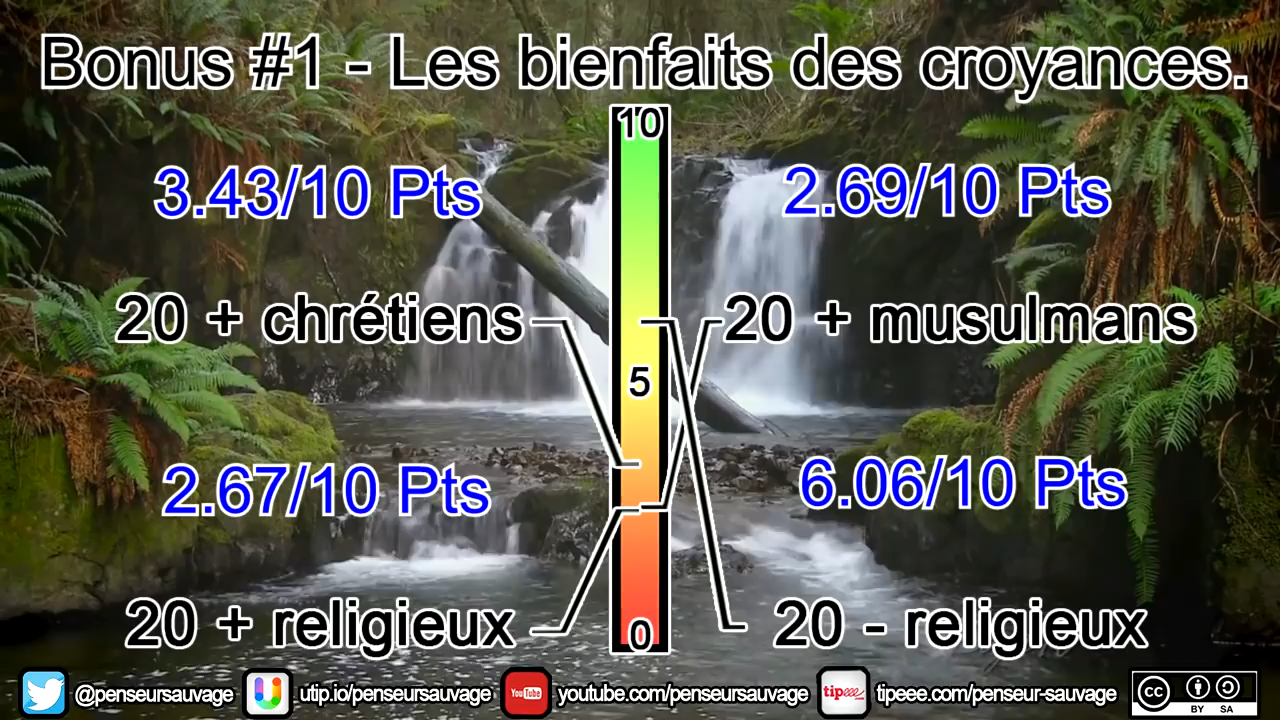 Bonus #1 - Les bienfaits des croyances.
10
3.43/10 Pts
2.69/10 Pts
20 + chrétiens
20 + musulmans
5
2.67/10 Pts
6.06/10 Pts
20 + religieux
0
20 - religieux
@penseursauvage
utip.io/penseursauvage
YouTube
youtube.com/penseursauvage
tipeee.com
tipeee.com/penseur-sauvage
cc
BY SA